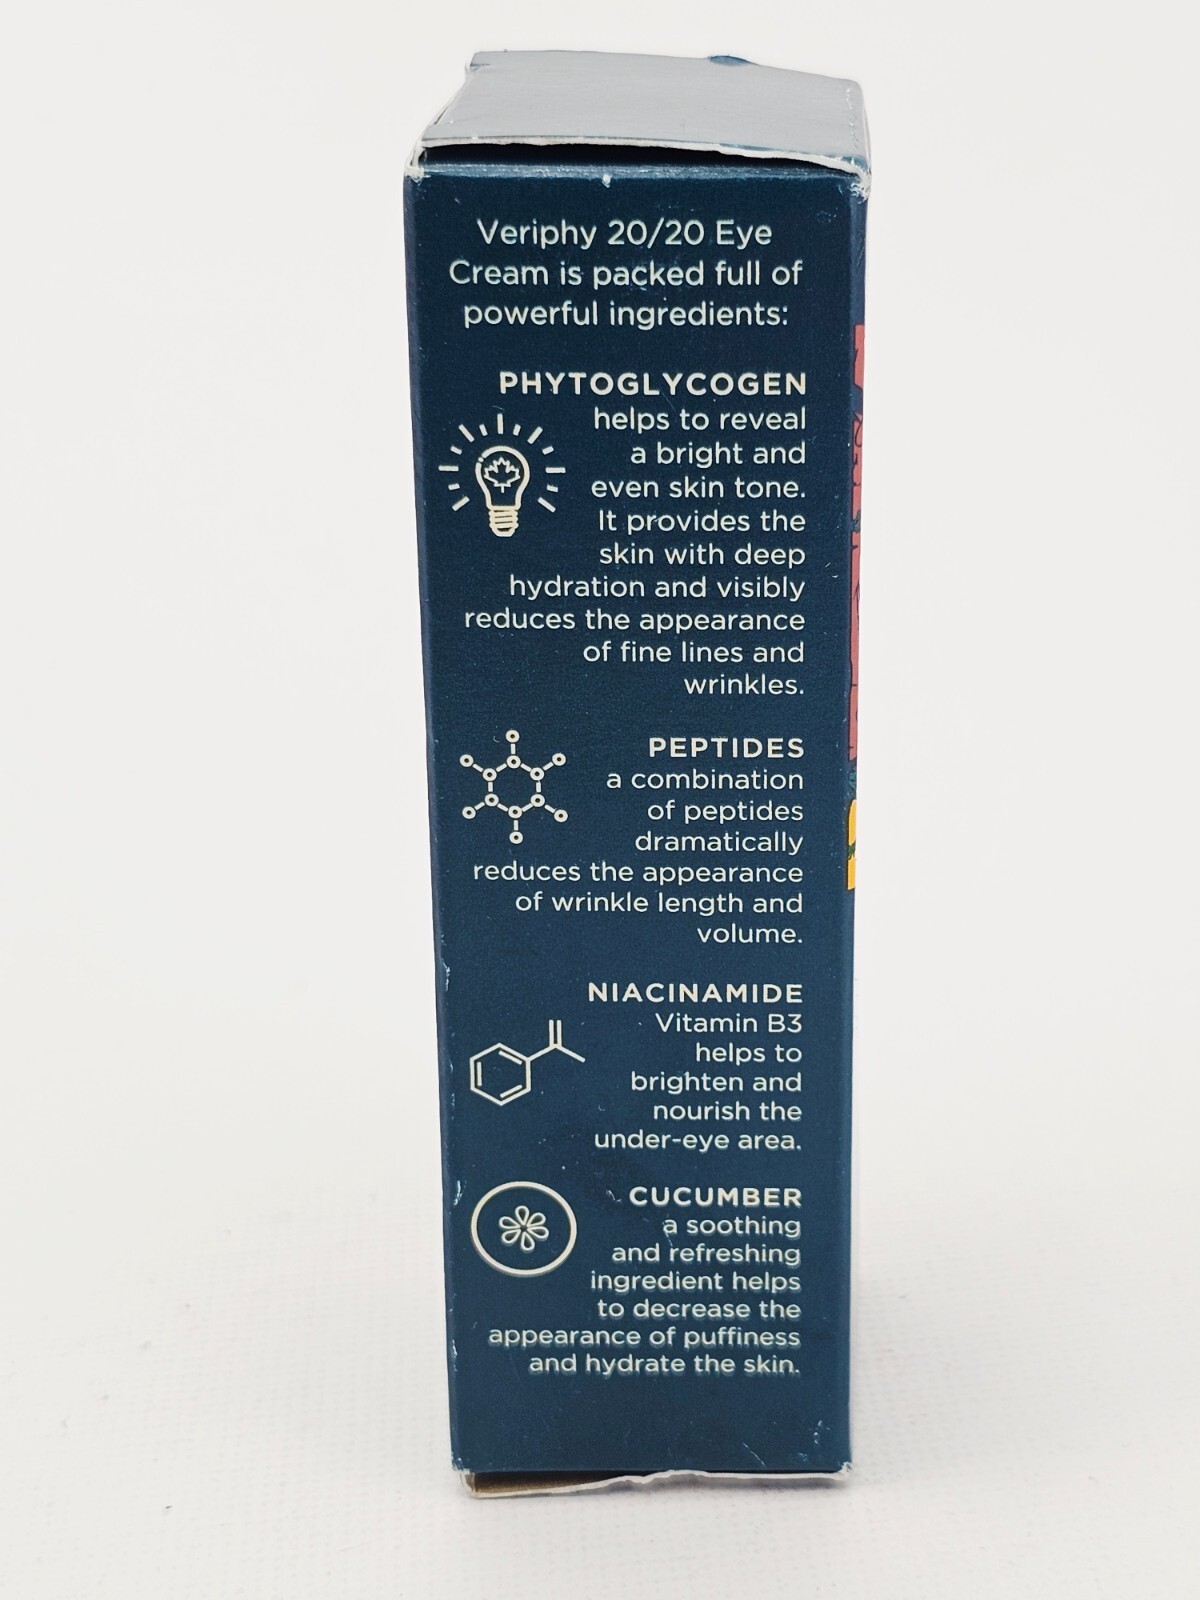 Veriphy 20/20 Eye
Cream is packed full of
powerful ingredients:
PHYTOGLYCOGEN
helps to reveal
a bright and
even skin tone.
It provides the
skin with deep
hydration and visibly
reduces the appearance
of fine lines and
wrinkles.
PEPTIDES
a combination
of peptides
dramatically
reduces the appearance
of wrinkle length and
volume.
NIACINAMIDE
Vitamin B3
helps to
brighten and
nourish the
under-eye area.
CUCUMBER
a soothing
and refreshing
ingredient helps
to decrease the
appearance of puffiness
and hydrate the skin.